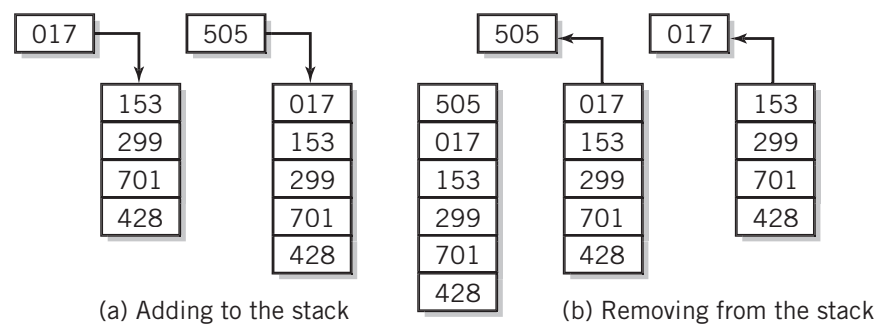 017 505 505 017
153 017 505 017 153
299 153 017 153 299
701 299 153 299 701
428 701 299 701 428
428 701 428
428
(a) Adding to the stack (b) Removing from the stack